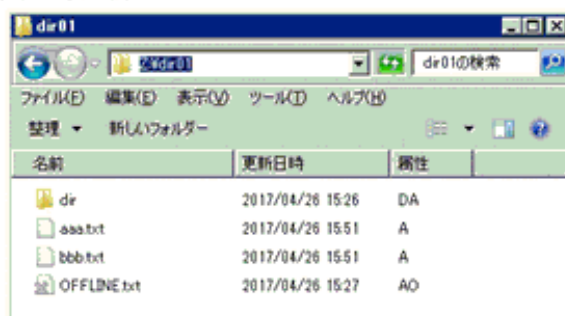 dir01
Z:¥dir01
dir01の検索
ファイル(F) 編集(E) 表示(V) ツール(T) ヘルプ(H)
整理 ▼ 新しいフォルダー
名前 更新日時 属性
dir 2017/04/26 15:26 DA
aaa.txt 2017/04/26 15:51 A
bbb.txt 2017/04/26 15:51 A
OFFLINE.txt 2017/04/26 15:27 AO